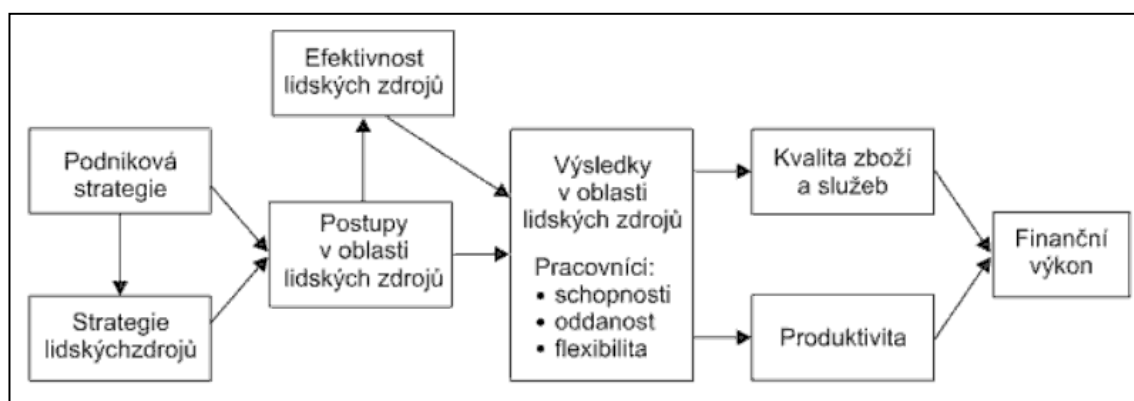 Efektivnost
lidských zdrojů
Podniková
strategie
Strategie
lidskýchzdrojů
Postupy
v oblasti
lidských zdrojů
Výsledky
v oblasti
lidských zdrojů
Pracovníci:
• schopnosti
• oddanost
• flexibilita
Kvalita zboží
a služeb
Produktivita
Finanční
výkon